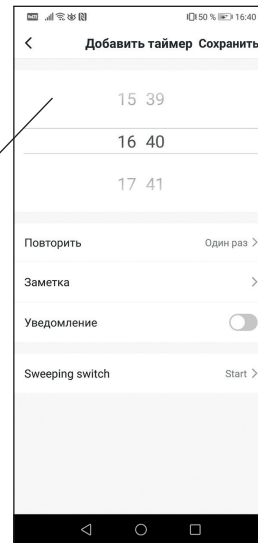 50 % 16:40
Добавить таймер Сохранить
15 39
16 40
17 41
Повторить Один раз
Заметка
Уведомление
Sweeping switch Start